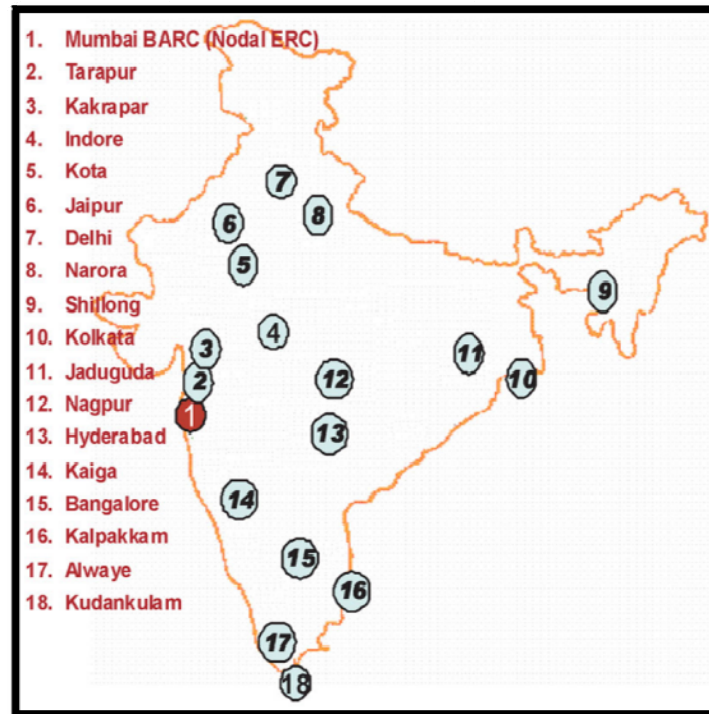 1. Mumbai BARC (Nodal ERC)
2. Tarapur
3. Kakrapar
4. Indore
5. Kota
6. Jaipur
7. Delhi
8. Narora
9. Shillong
10. Kolkata
11. Jaduguda
12. Nagpur
13. Hyderabad
14. Kaiga
15. Bangalore
16. Kalpakkam
17. Alwaye
18. Kudankulam
7
8
6
5
9
4
3
11
2
12
10
1
13
14
15
16
17
18